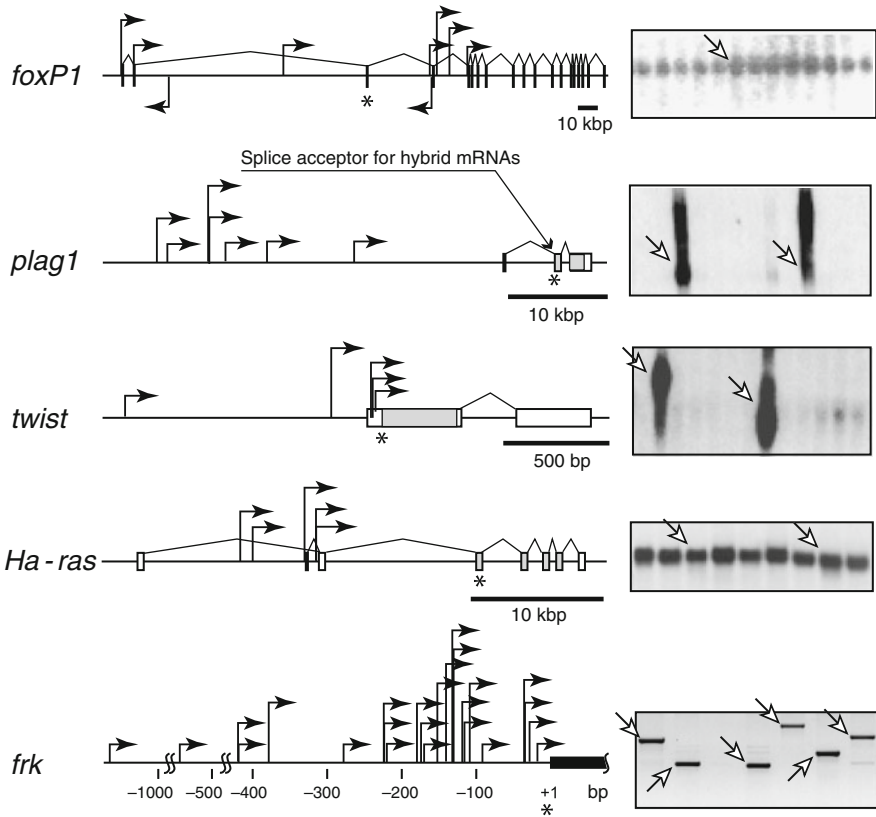 foxP1
*
10 kbp
Splice acceptor for hybrid mRNAs
plag1
*
10 kbp
twist
*
500 bp
Ha-ras
*
10 kbp
frk
−1000 −500 −400 −300 −200 −100 +1 bp
*